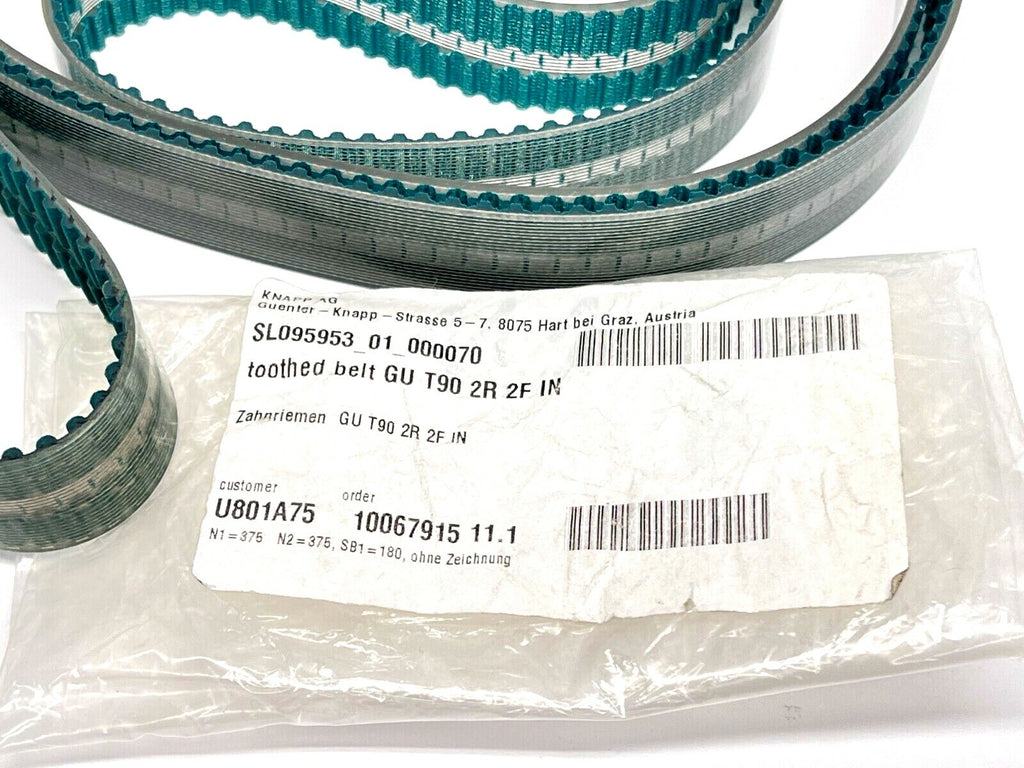 KNAPP AG
Guenter - Knapp - Strasse 5-7, 8075 Hart bei Graz, Austria
SL095953_01_000070
toothed belt GU T90 2R 2F IN
Zahnriemen GU T90 2R 2F IN
customer order
U801A75 10067915 11.1
N1=375 N2=375, SB1=180, ohne Zeichnung